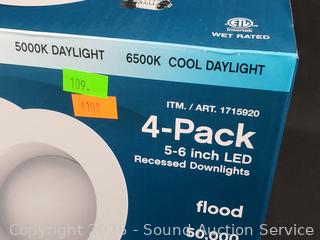 ETL
Intertek
WET RATED
5000K DAYLIGHT 6500K COOL DAYLIGHT
109.
ITM. / ART. 1715920
4-Pack
5-6 inch LED
Recessed Downlights
flood
Copyright 2025 - Sound Auction Service